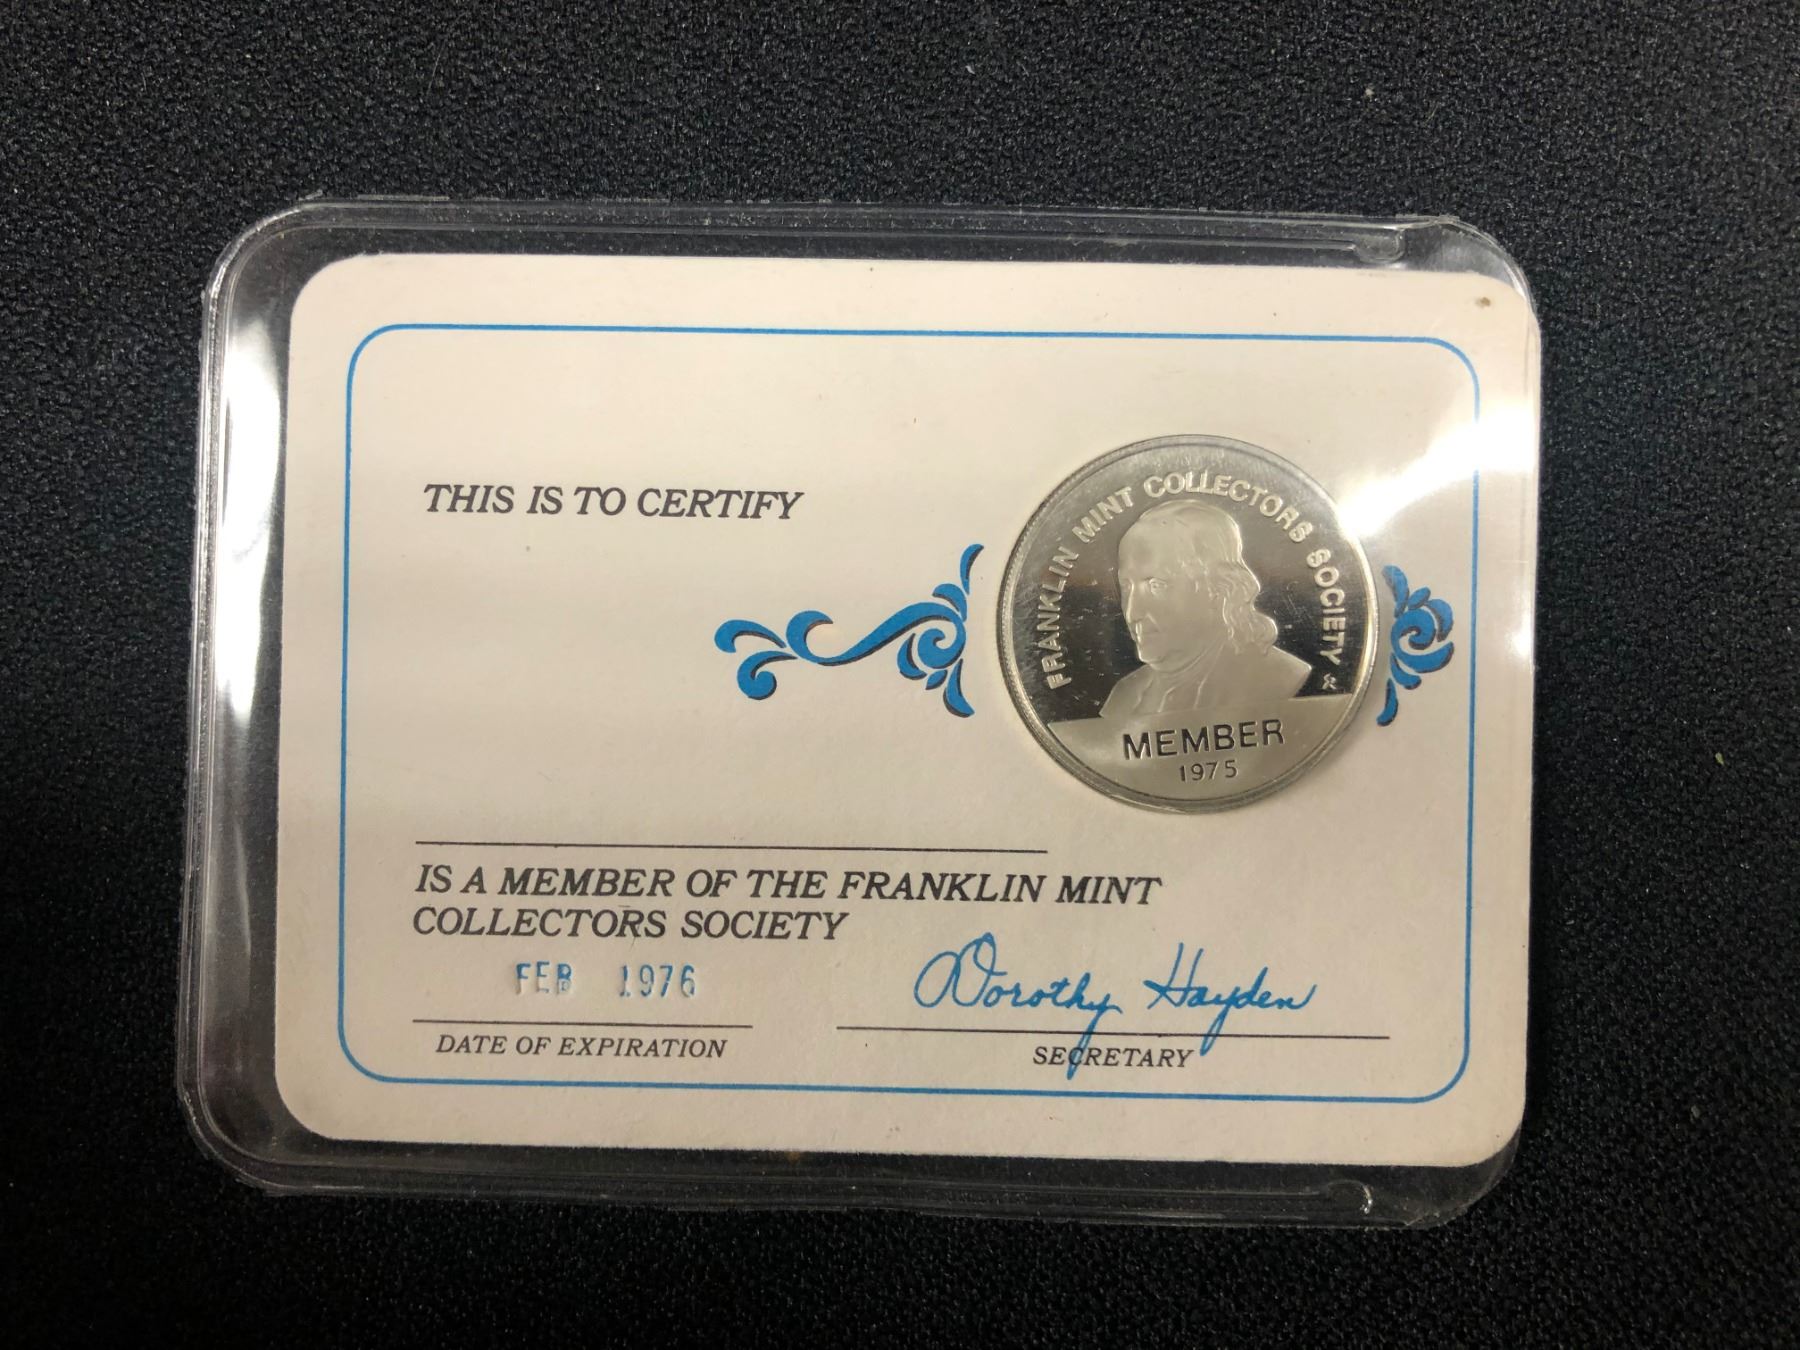 THIS IS TO CERTIFY
FRANKLIN MINT COLLECTORS SOCIETY
MEMBER
1975
IS A MEMBER OF THE FRANKLIN MINT
COLLECTORS SOCIETY
FEB 1976
Dorothy Hayden
DATE OF EXPIRATION
SECRETARY